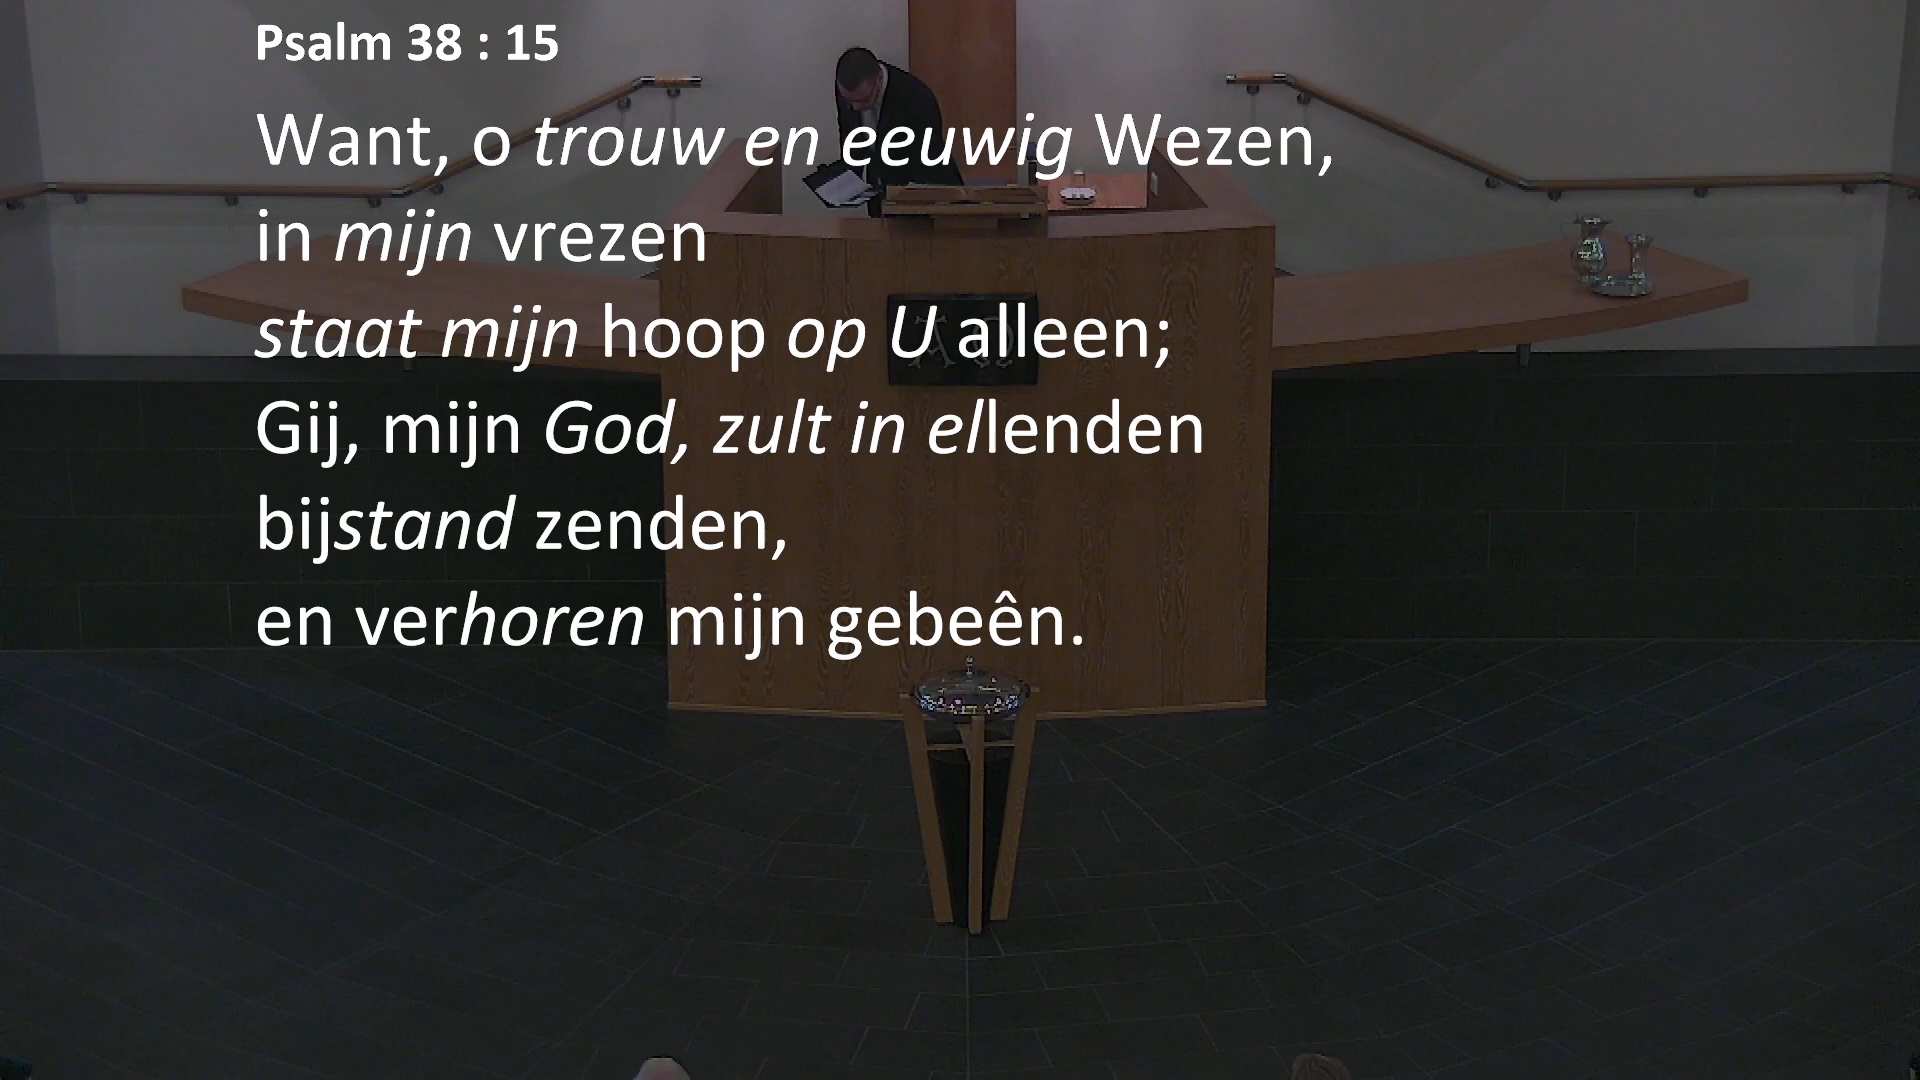 Psalm 38 : 15
Want, o trouw en eeuwig Wezen,
in mijn vrezen
staat mijn hoop op U alleen;
Gij, mijn God, zult in ellenden
bijstand zenden,
en verhoren mijn gebeên.
Α Ω